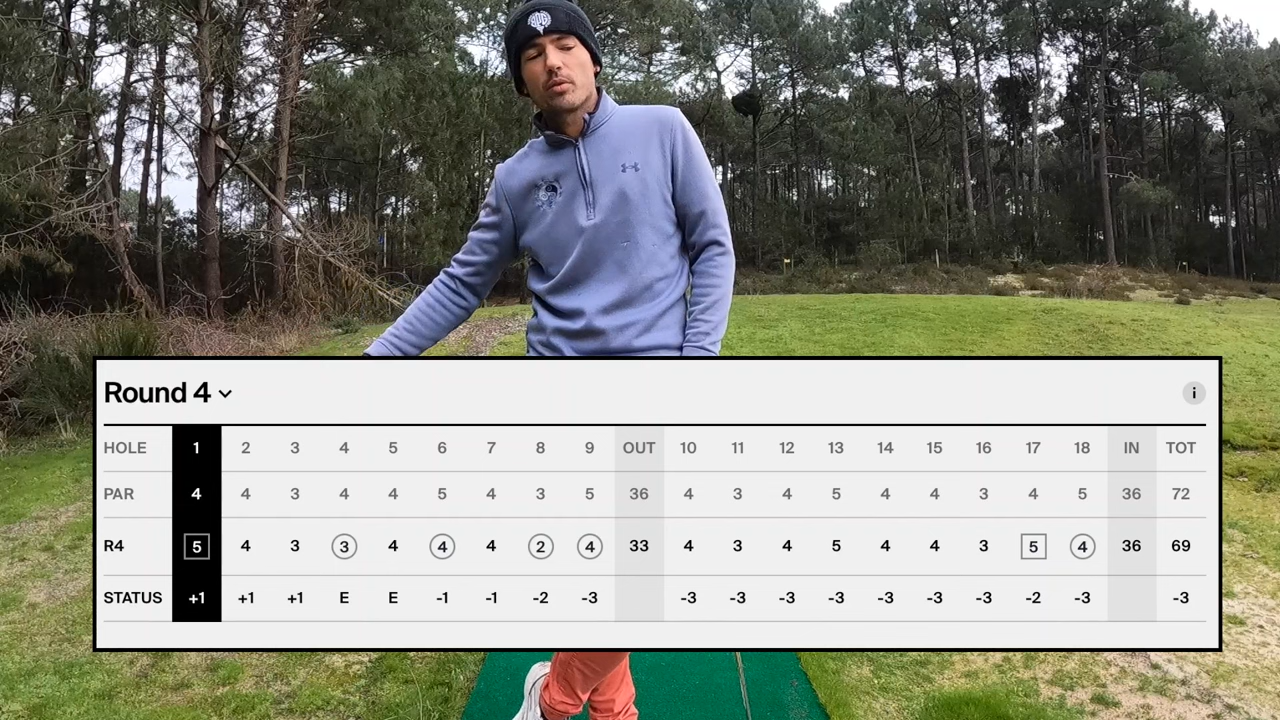 Round 4
i
HOLE 1 2 3 4 5 6 7 8 9 OUT 10 11 12 13 14 15 16 17 18 IN TOT
PAR 4 4 3 4 4 5 4 3 5 36 4 3 4 5 4 4 3 4 5 36 72
R4 5 4 3 3 4 4 4 2 4 33 4 3 4 5 4 4 3 5 4 36 69
STATUS +1 +1 +1 E E -1 -1 -2 -3 -3 -3 -3 -3 -3 -3 -3 -2 -3 -3